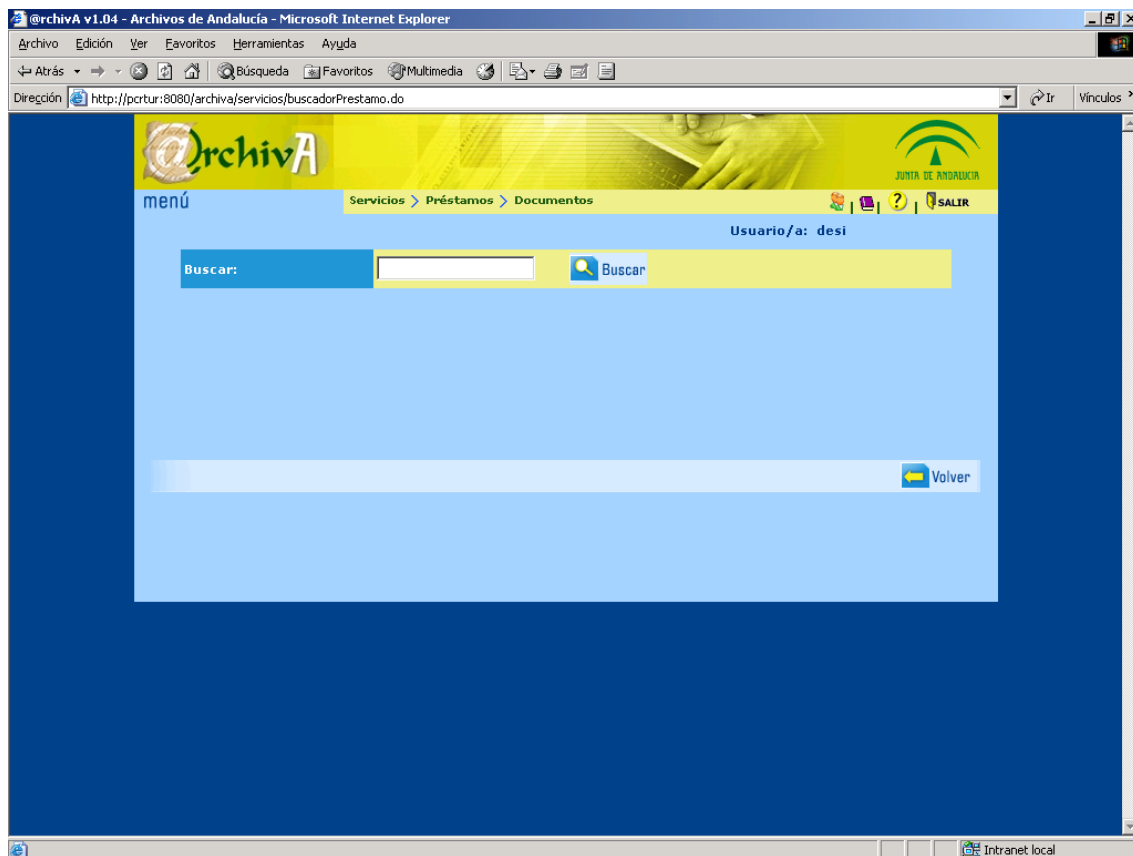 @rchivA v1.04 - Archivos de Andalucía - Microsoft Internet Explorer
Archivo Edición Ver Favoritos Herramientas Ayuda
Atrás Búsqueda Favoritos Multimedia
Dirección http://pcrtur:8080/archiva/servicios/buscadorPrestamo.do Ir Vínculos »
@rchivA
JUNTA DE ANDALUCIA
menú Servicios > Préstamos > Documentos | | ? | SALIR
Usuario/a: desi
Buscar: Buscar
Volver
Intranet local